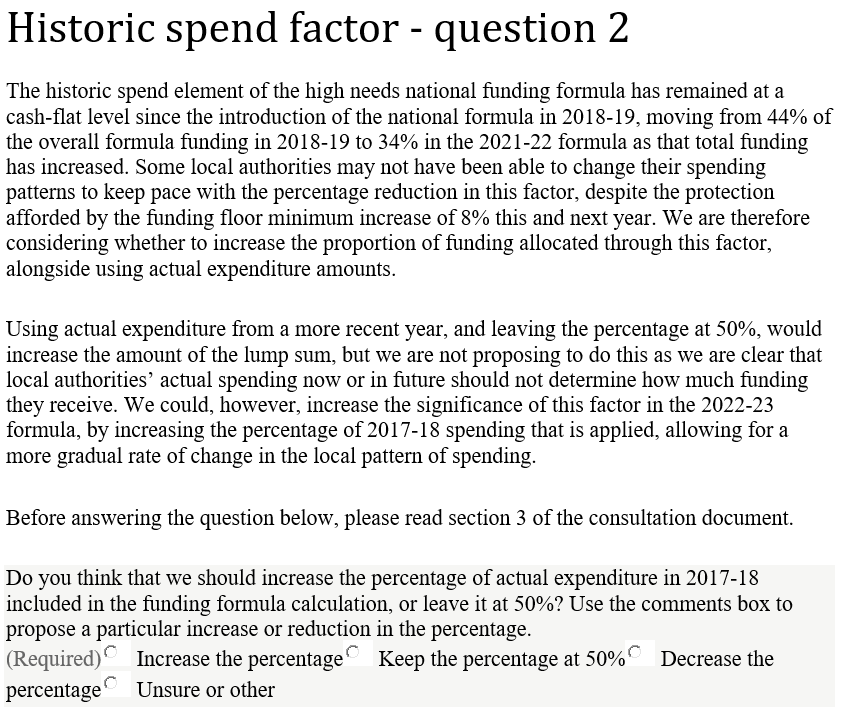 Historic spend factor - question 2
The historic spend element of the high needs national funding formula has remained at a
cash-flat level since the introduction of the national formula in 2018-19, moving from 44% of
the overall formula funding in 2018-19 to 34% in the 2021-22 formula as that total funding
has increased. Some local authorities may not have been able to change their spending
patterns to keep pace with the percentage reduction in this factor, despite the protection
afforded by the funding floor minimum increase of 8% this and next year. We are therefore
considering whether to increase the proportion of funding allocated through this factor,
alongside using actual expenditure amounts.
Using actual expenditure from a more recent year, and leaving the percentage at 50%, would
increase the amount of the lump sum, but we are not proposing to do this as we are clear that
local authorities’ actual spending now or in future should not determine how much funding
they receive. We could, however, increase the significance of this factor in the 2022-23
formula, by increasing the percentage of 2017-18 spending that is applied, allowing for a
more gradual rate of change in the local pattern of spending.
Before answering the question below, please read section 3 of the consultation document.
Do you think that we should increase the percentage of actual expenditure in 2017-18
included in the funding formula calculation, or leave it at 50%? Use the comments box to
propose a particular increase or reduction in the percentage.
(Required) Increase the percentage Keep the percentage at 50% Decrease the
percentage Unsure or other